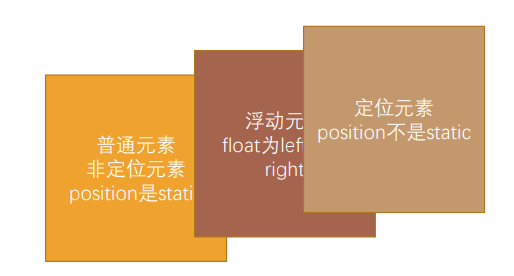 普通元素
非定位元素
position是stati
浮动元
float为lef
right
定位元素
position不是static